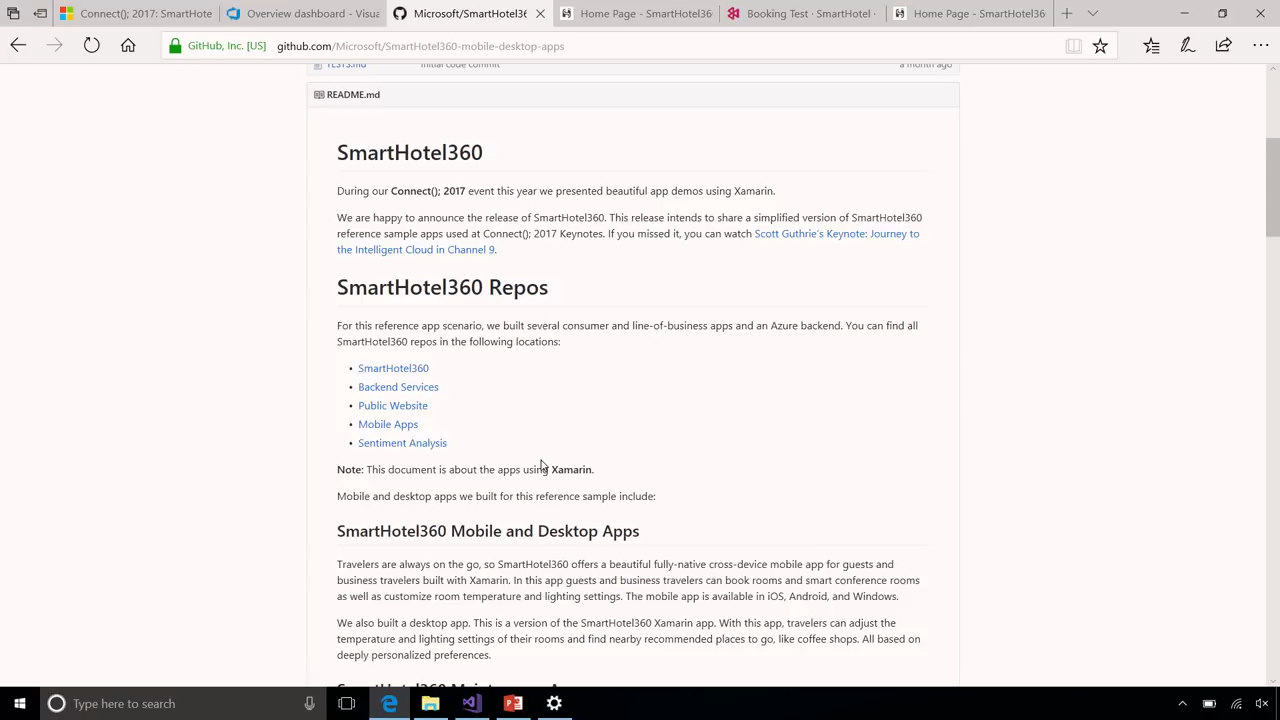 Connect(); 2017: SmartHote
Overview dashboard - Visua
Microsoft/SmartHotel36
Home Page - SmartHotel36
Booking Test · SmartHotel -
Home Page - SmartHotel36
GitHub, Inc. [US]
github.com/Microsoft/SmartHotel360-mobile-desktop-apps
TESTS.md
Initial code commit
a month ago
README.md
SmartHotel360
During our Connect(); 2017 event this year we presented beautiful app demos using Xamarin.
We are happy to announce the release of SmartHotel360. This release intends to share a simplified version of SmartHotel360
reference sample apps used at Connect(); 2017 Keynotes. If you missed it, you can watch Scott Guthrie's Keynote: Journey to
the Intelligent Cloud in Channel 9.
SmartHotel360 Repos
For this reference app scenario, we built several consumer and line-of-business apps and an Azure backend. You can find all
SmartHotel360 repos in the following locations:
• SmartHotel360
• Backend Services
• Public Website
• Mobile Apps
• Sentiment Analysis
Note: This document is about the apps using Xamarin.
Mobile and desktop apps we built for this reference sample include:
SmartHotel360 Mobile and Desktop Apps
Travelers are always on the go, so SmartHotel360 offers a beautiful fully-native cross-device mobile app for guests and
business travelers built with Xamarin. In this app guests and business travelers can book rooms and smart conference rooms
as well as customize room temperature and lighting settings. The mobile app is available in iOS, Android, and Windows.
We also built a desktop app. This is a version of the SmartHotel360 Xamarin app. With this app, travelers can adjust the
temperature and lighting settings of their rooms and find nearby recommended places to go, like coffee shops. All based on
deeply personalized preferences.
Type here to search